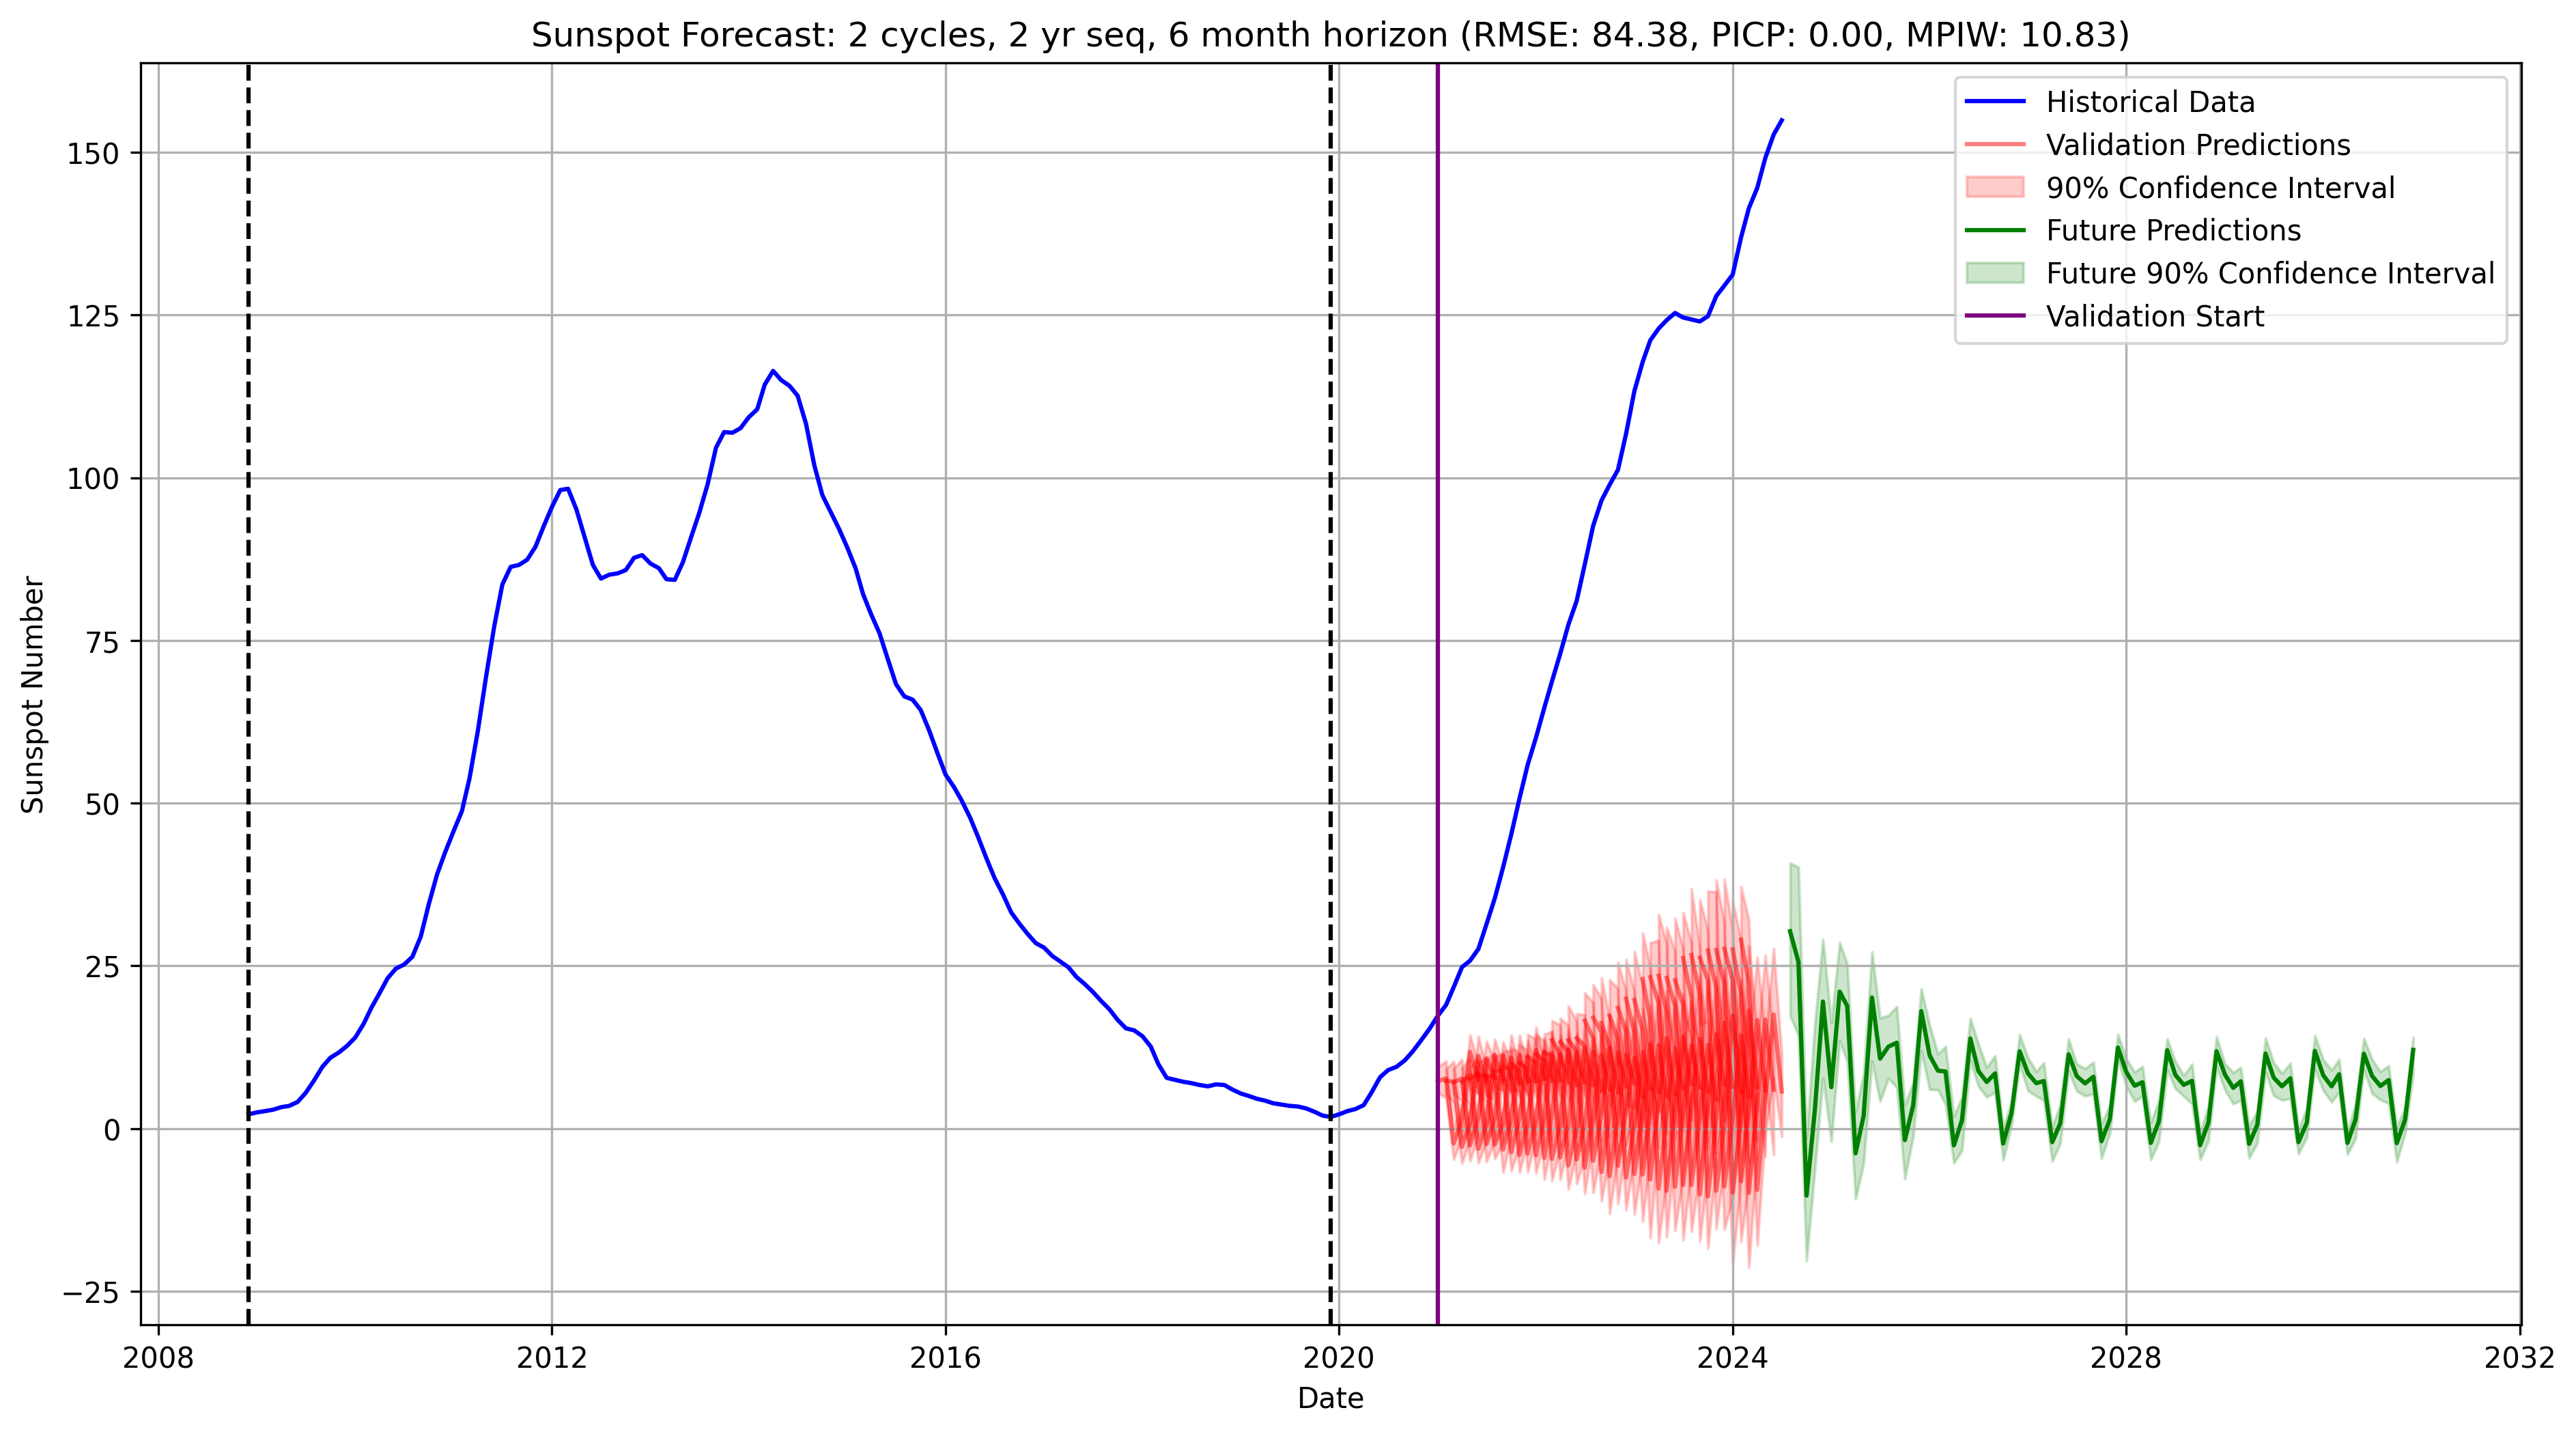 Sunspot Forecast: 2 cycles, 2 yr seq, 6 month horizon (RMSE: 84.38, PICP: 0.00, MPIW: 10.83)
Historical Data
Validation Predictions
90% Confidence Interval
Future Predictions
Future 90% Confidence Interval
Validation Start
Sunspot Number
150
125
100
75
50
25
0
−25
2008
2012
2016
2020
2024
2028
2032
Date